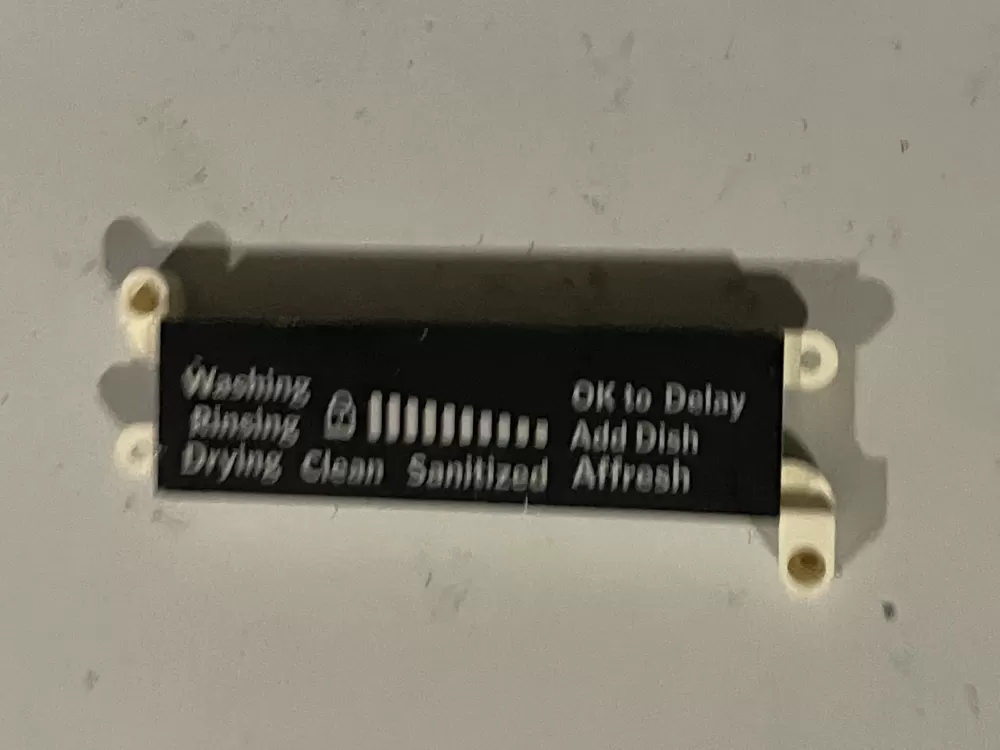 Washing
Rinsing
Drying Clean Sanitized
OK to Delay
Add Dish
Affresh